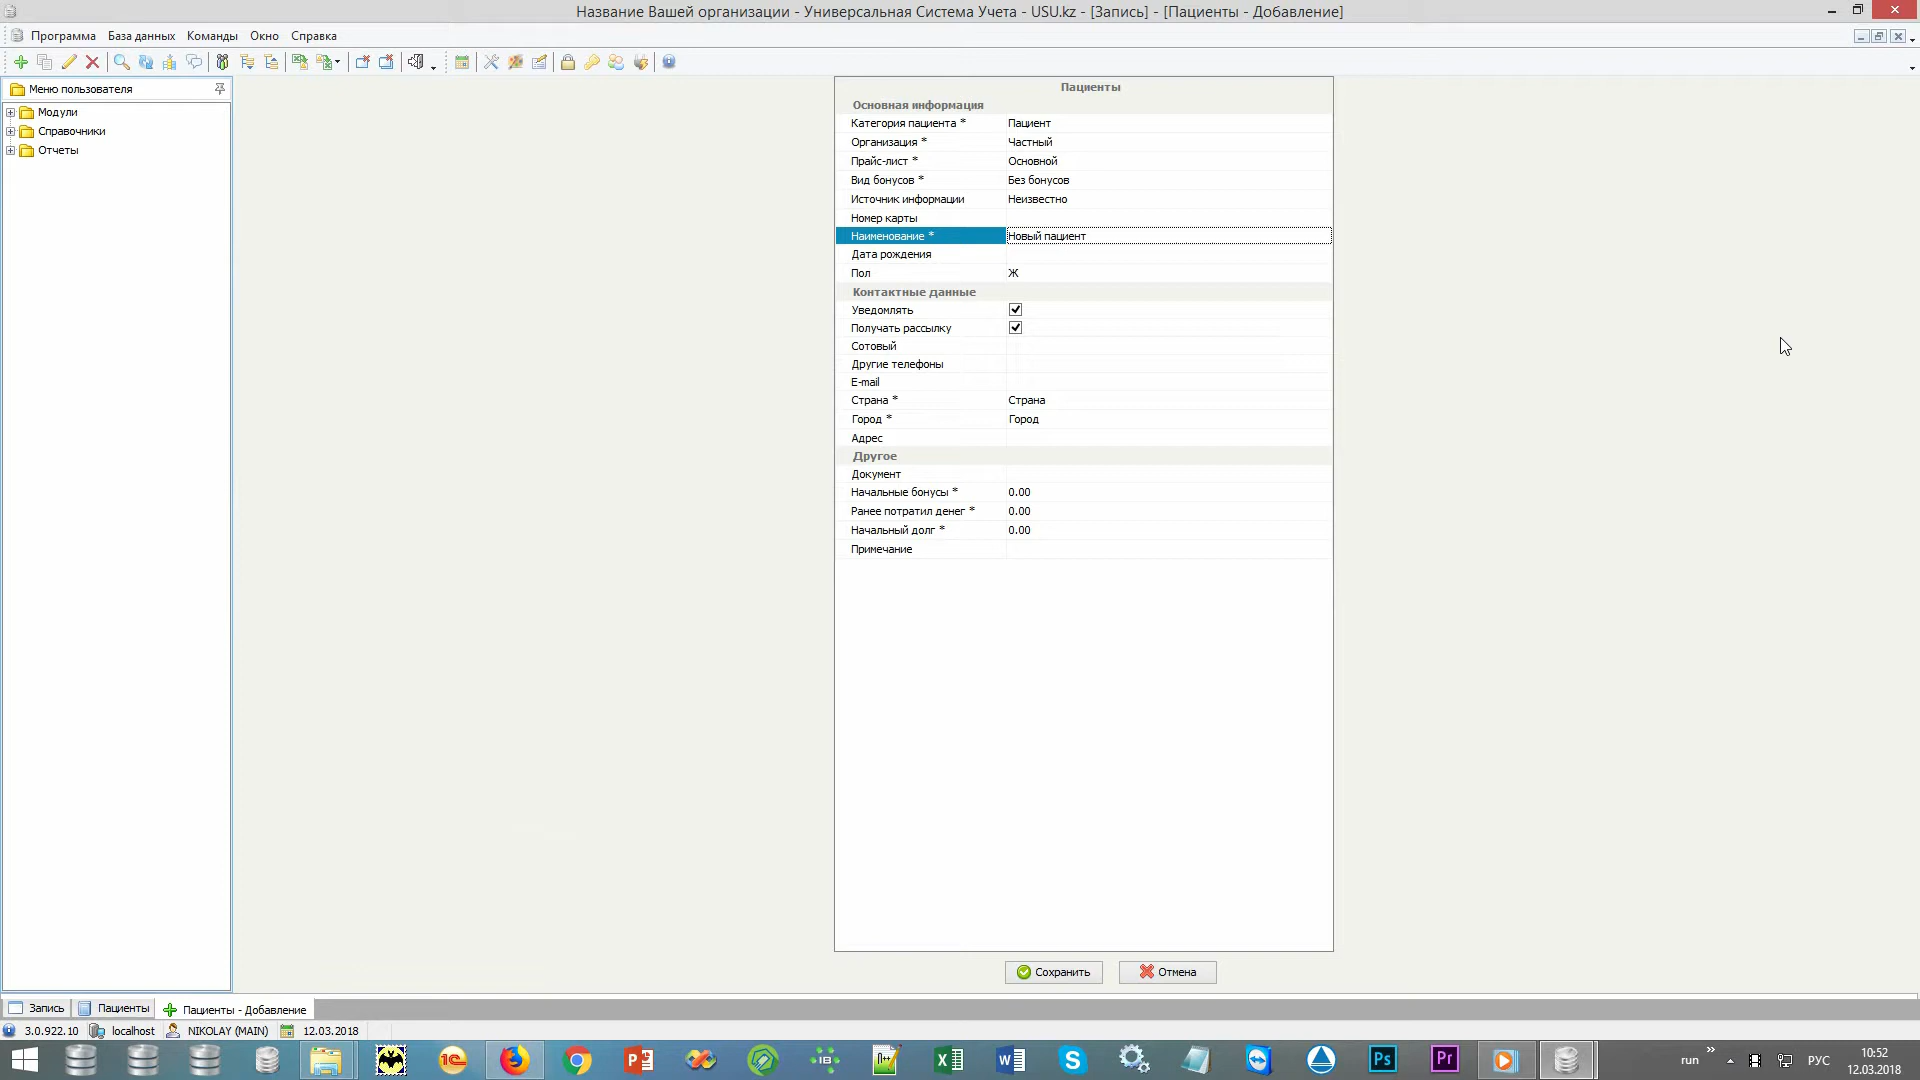 Название Вашей организации - Универсальная Система Учета - USU.kz - [Запись] - [Пациенты - Добавление]
Программа База данных Команды Окно Справка
Меню пользователя
Модули
Справочники
Отчеты
Пациенты
Основная информация
Категория пациента * Пациент
Организация * Частный
Прайс-лист * Основной
Вид бонусов * Без бонусов
Источник информации Неизвестно
Номер карты
Наименование * Новый пациент
Дата рождения
Пол Ж
Контактные данные
Уведомлять
Получать рассылку
Сотовый
Другие телефоны
E-mail
Страна * Страна
Город * Город
Адрес
Другое
Документ
Начальные бонусы * 0.00
Ранее потратил денег * 0.00
Начальный долг * 0.00
Примечание
Сохранить Отмена
Запись Пациенты Пациенты - Добавление
3.0.922.10 localhost NIKOLAY (MAIN) 12.03.2018
1С IB Ps Pr run РУС 10:52
12.03.2018